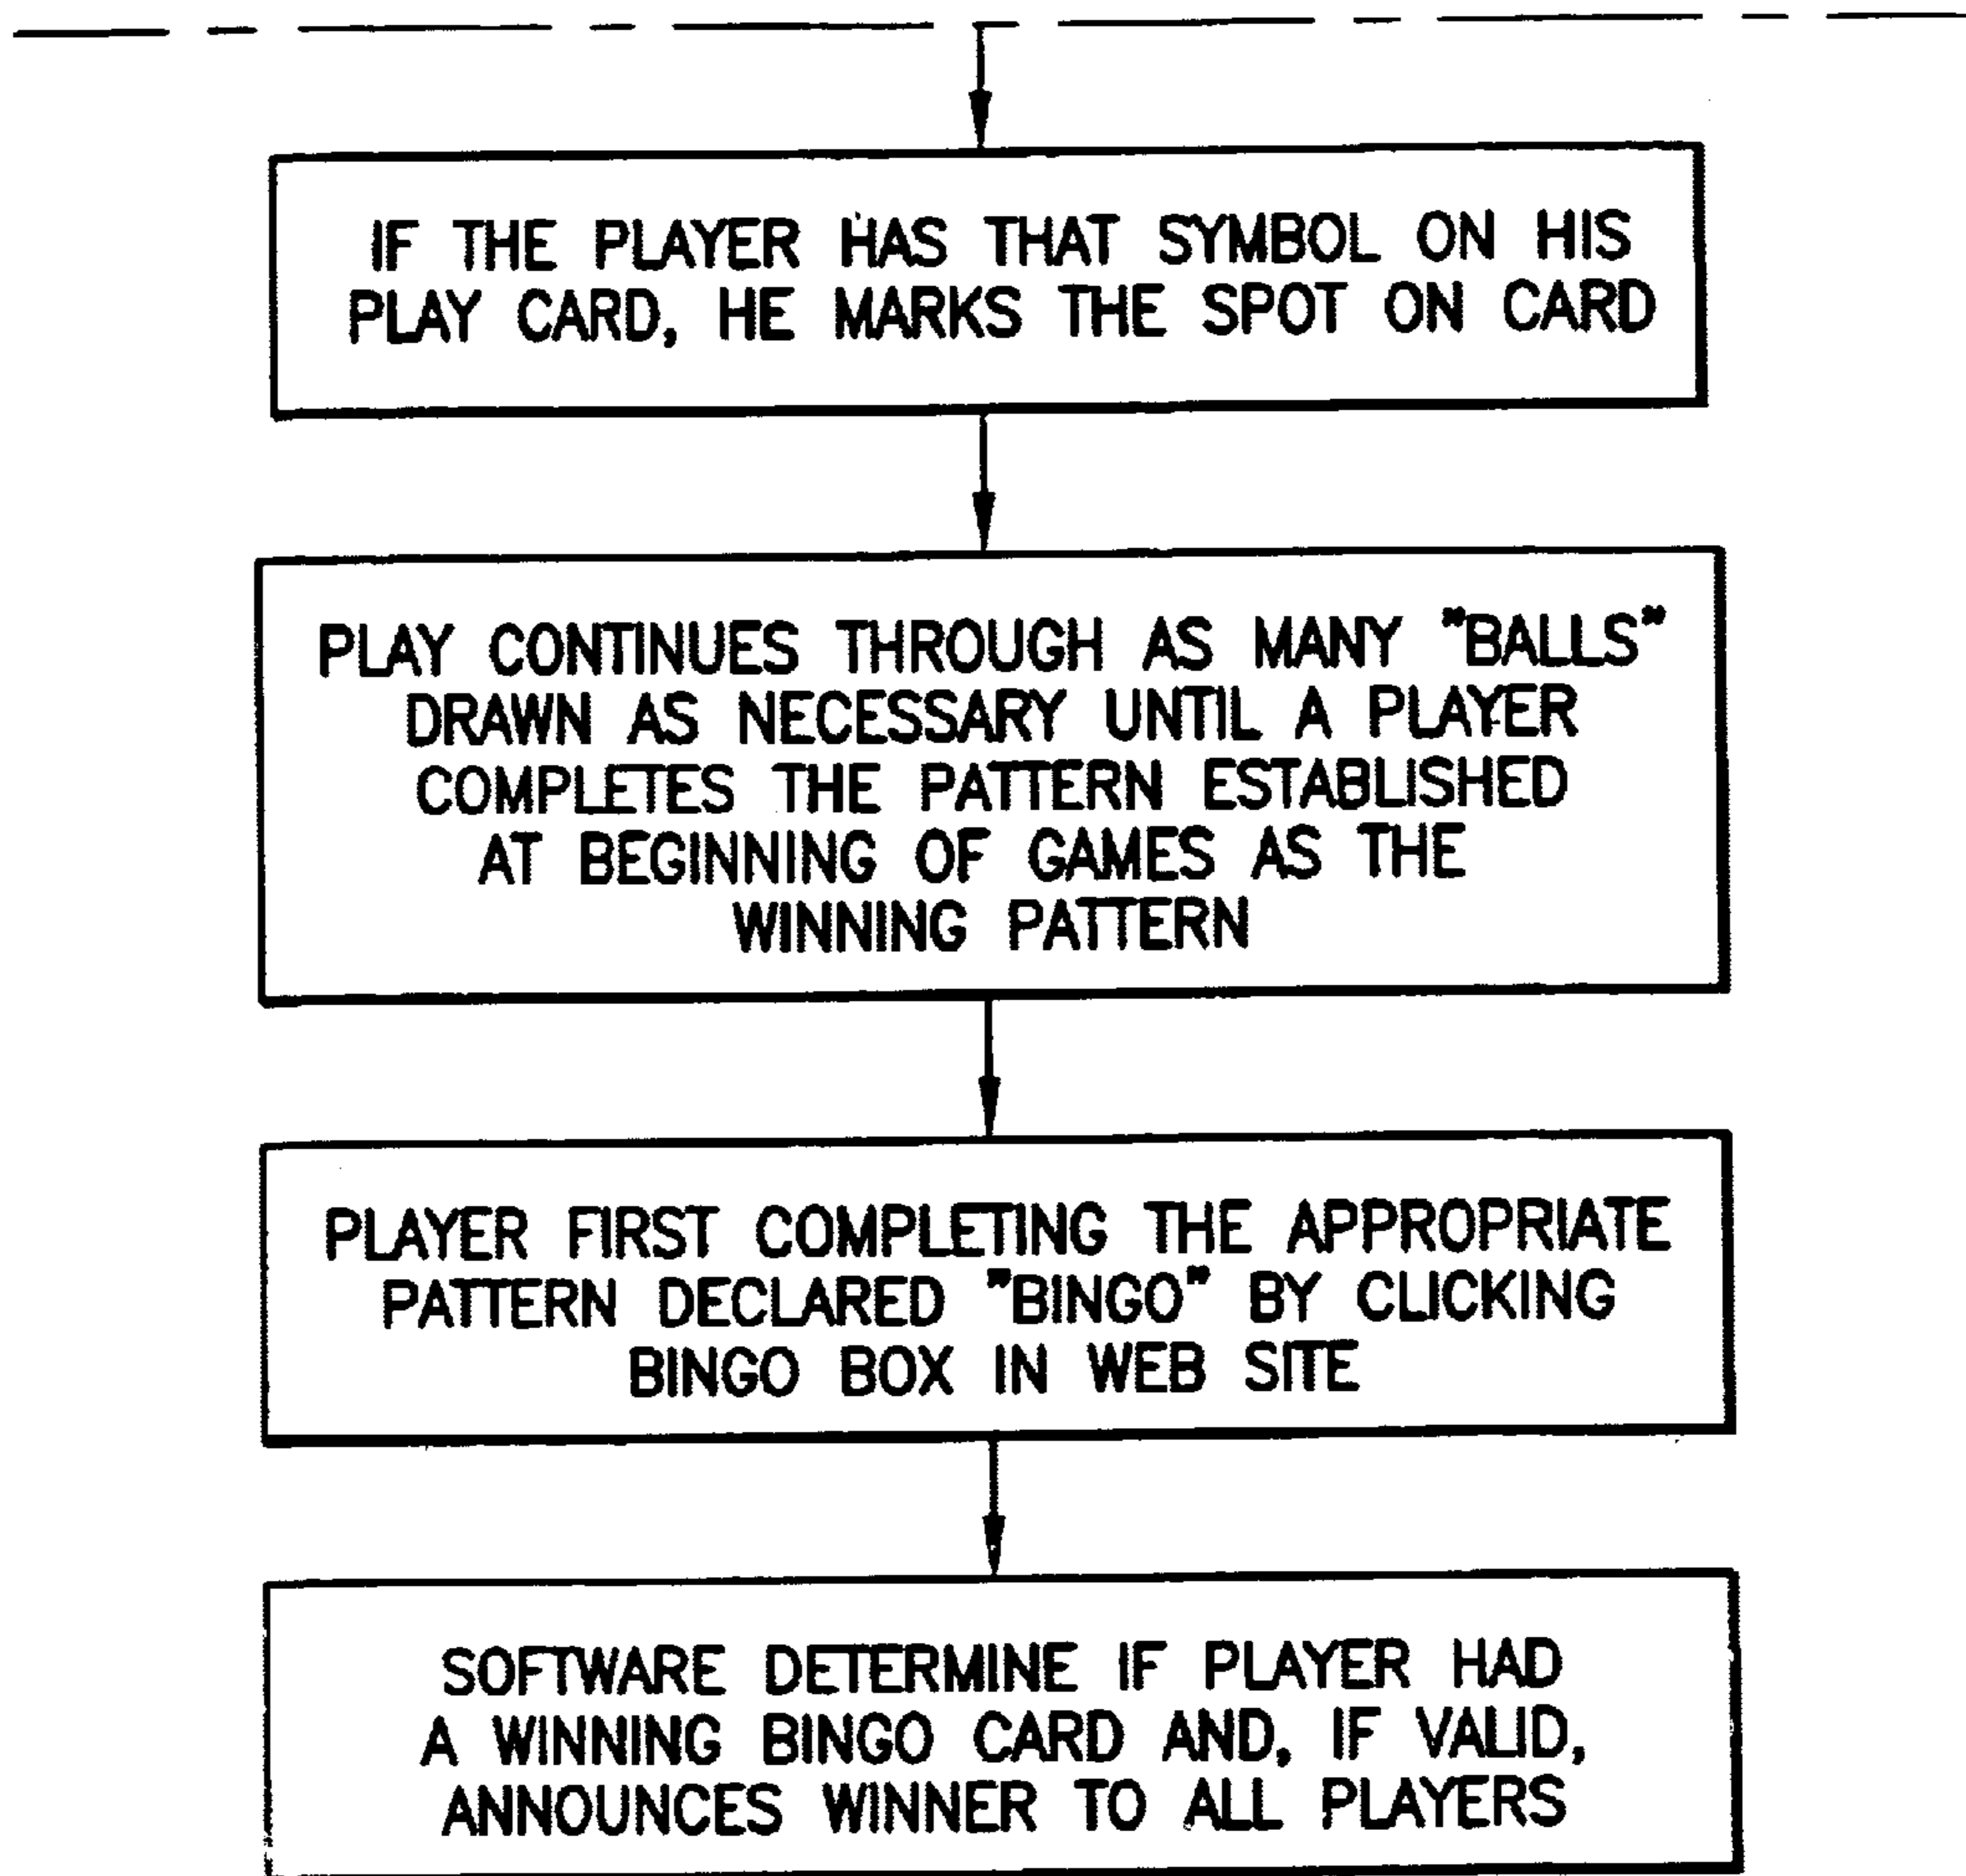 IF THE PLAYER HAS THAT SYMBOL ON HIS
PLAY CARD, HE MARKS THE SPOT ON CARD
PLAY CONTINUES THROUGH AS MANY "BALLS"
DRAWN AS NECESSARY UNTIL A PLAYER
COMPLETES THE PATTERN ESTABLISHED
AT BEGINNING OF GAMES AS THE
WINNING PATTERN
PLAYER FIRST COMPLETING THE APPROPRIATE
PATTERN DECLARED "BINGO" BY CLICKING
BINGO BOX IN WEB SITE
SOFTWARE DETERMINE IF PLAYER HAD
A WINNING BINGO CARD AND, IF VALID,
ANNOUNCES WINNER TO ALL PLAYERS